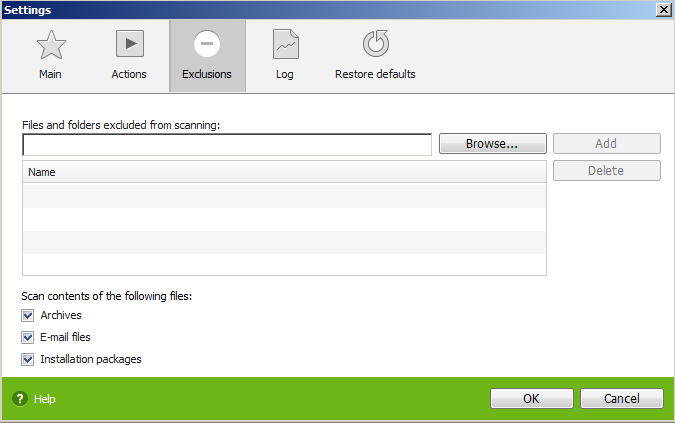 Settings
Main Actions Exclusions Log Restore defaults
Files and folders excluded from scanning:
Browse... Add
Name Delete
Scan contents of the following files:
Archives
E-mail files
Installation packages
? Help OK Cancel